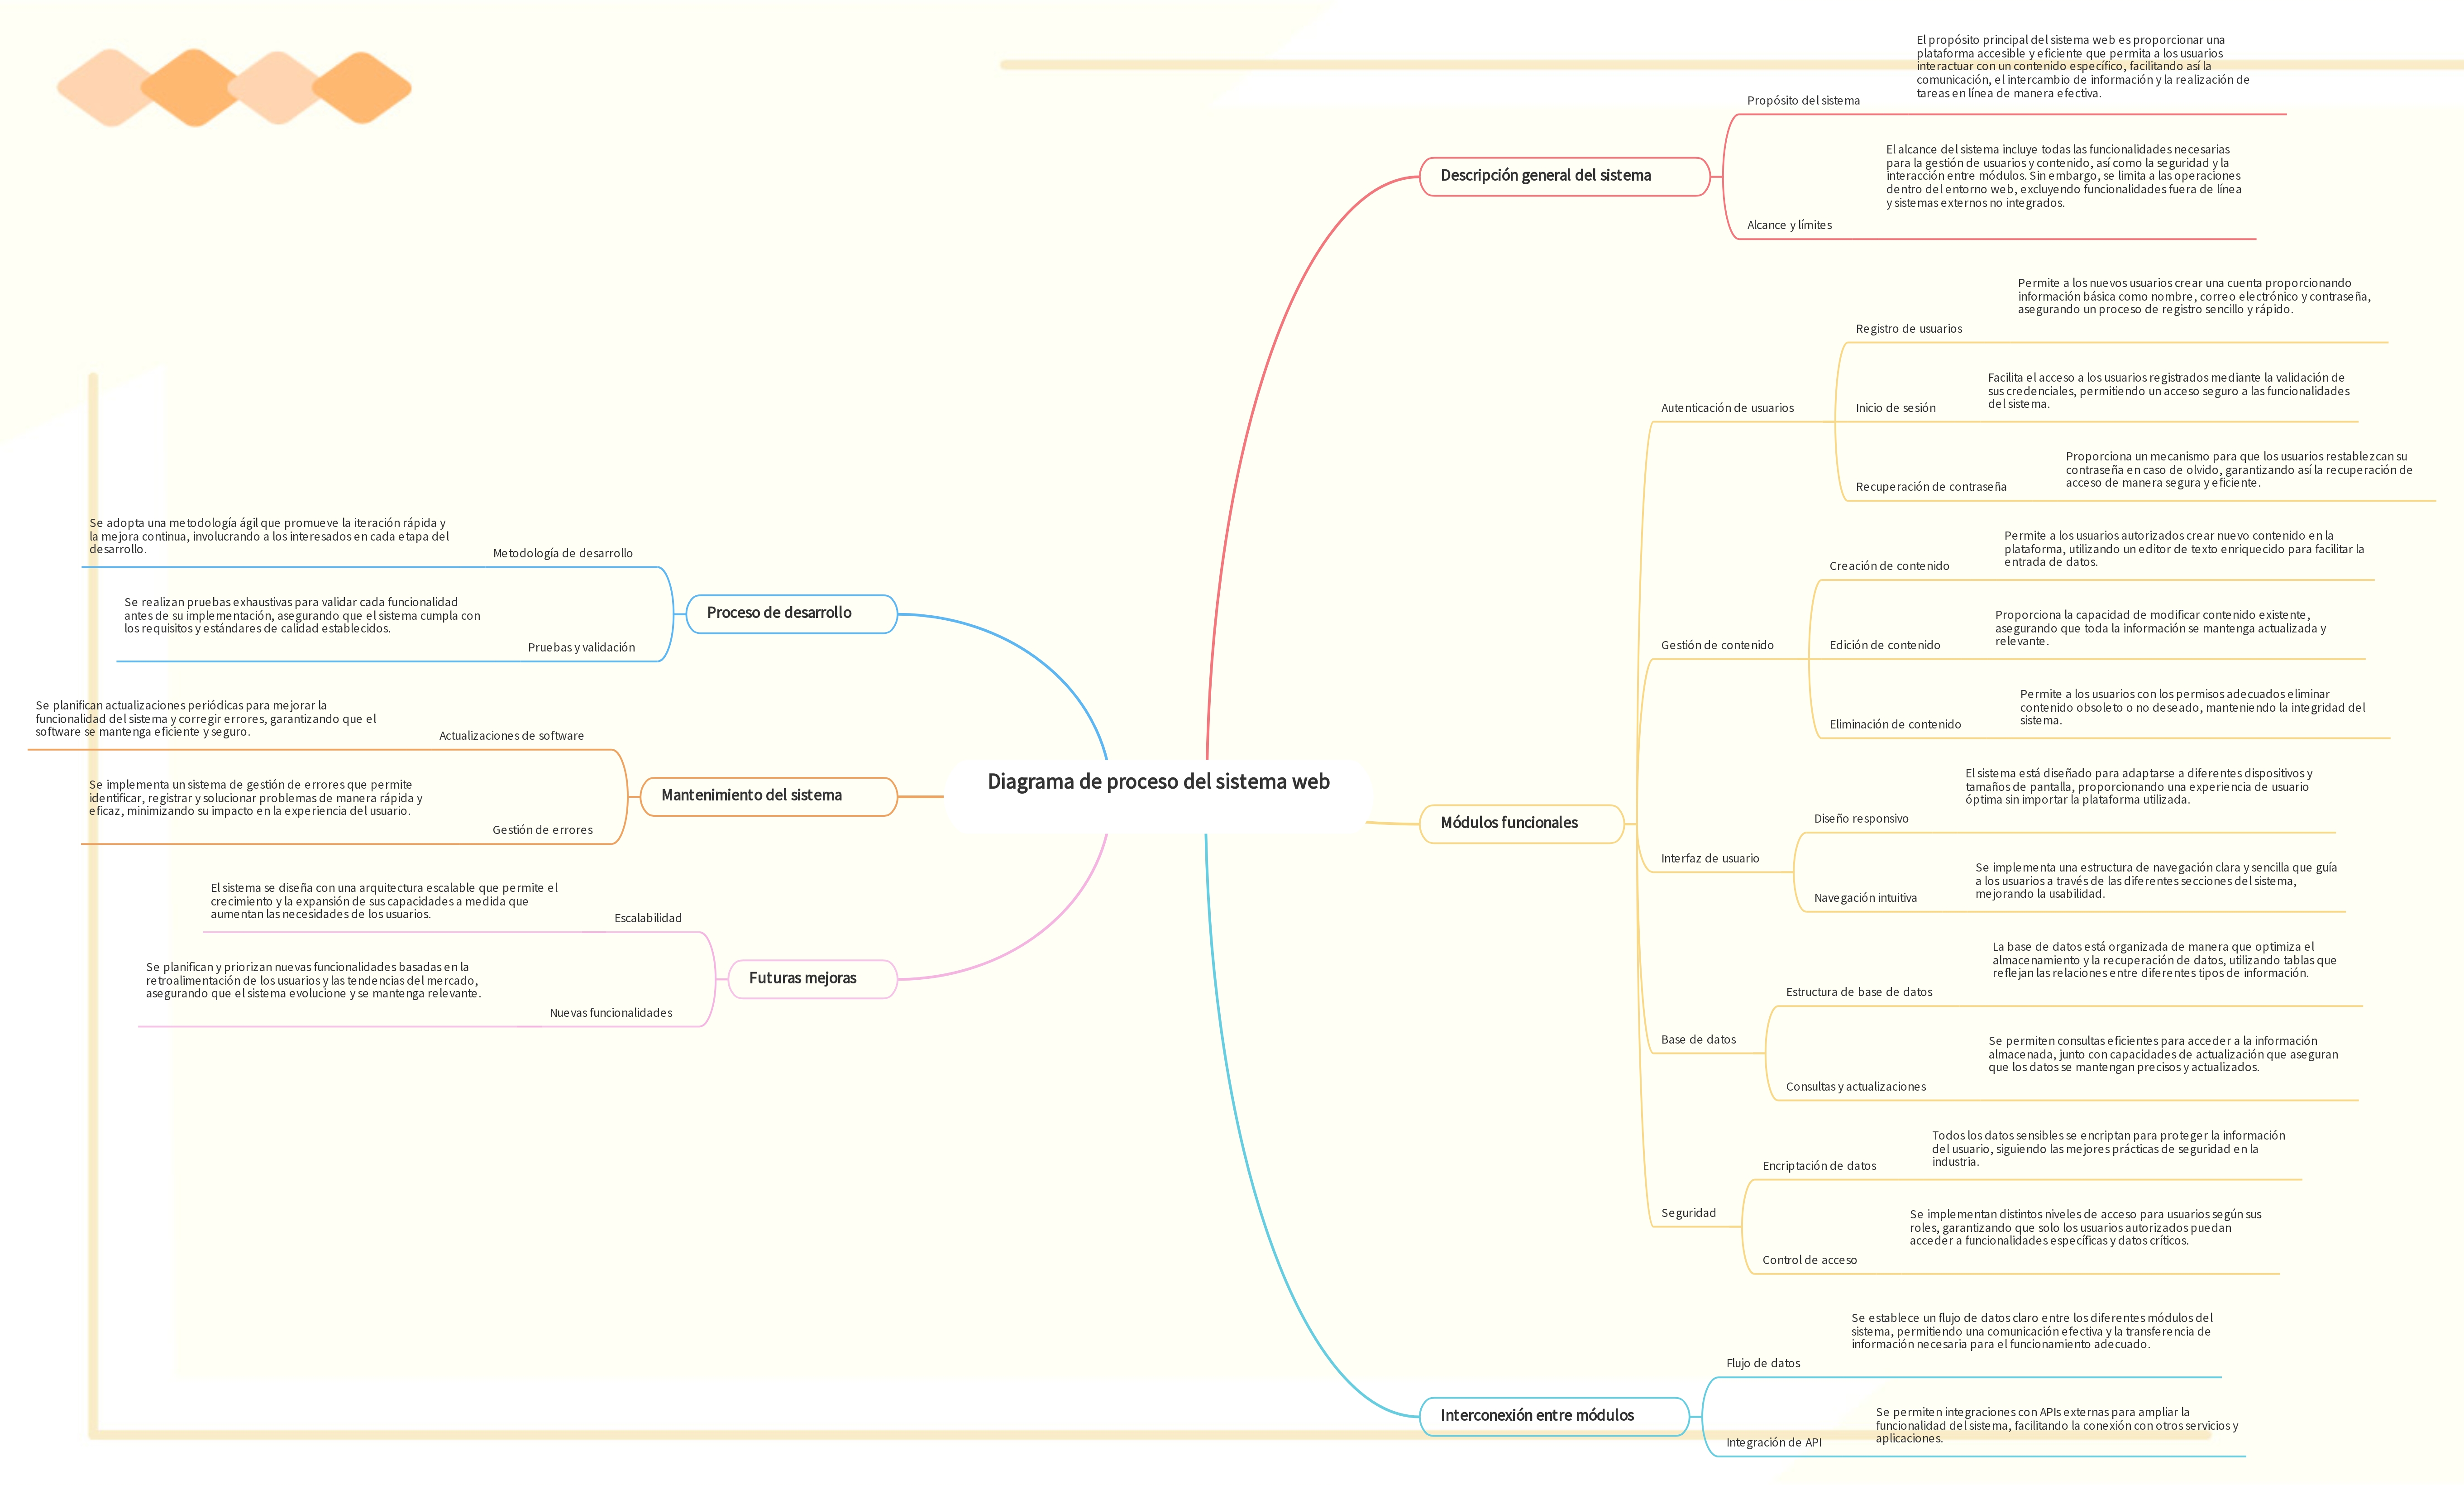 Diagrama de proceso del sistema web
Descripción general del sistema
Propósito del sistema
El propósito principal del sistema web es proporcionar una
plataforma accesible y eficiente que permita a los usuarios
interactuar con un contenido específico, facilitando así la
comunicación, el intercambio de información y la realización de
tareas en línea de manera efectiva.
Alcance y límites
El alcance del sistema incluye todas las funcionalidades necesarias
para la gestión de usuarios y contenido, así como la seguridad y la
interacción entre módulos. Sin embargo, se limita a las operaciones
dentro del entorno web, excluyendo funcionalidades fuera de línea
y sistemas externos no integrados.
Módulos funcionales
Autenticación de usuarios
Registro de usuarios
Permite a los nuevos usuarios crear una cuenta proporcionando
información básica como nombre, correo electrónico y contraseña,
asegurando un proceso de registro sencillo y rápido.
Inicio de sesión
Facilita el acceso a los usuarios registrados mediante la validación de
sus credenciales, permitiendo un acceso seguro a las funcionalidades
del sistema.
Recuperación de contraseña
Proporciona un mecanismo para que los usuarios restablezcan su
contraseña en caso de olvido, garantizando así la recuperación de
acceso de manera segura y eficiente.
Gestión de contenido
Creación de contenido
Permite a los usuarios autorizados crear nuevo contenido en la
plataforma, utilizando un editor de texto enriquecido para facilitar la
entrada de datos.
Edición de contenido
Proporciona la capacidad de modificar contenido existente,
asegurando que toda la información se mantenga actualizada y
relevante.
Eliminación de contenido
Permite a los usuarios con los permisos adecuados eliminar
contenido obsoleto o no deseado, manteniendo la integridad del
sistema.
Interfaz de usuario
Diseño responsivo
El sistema está diseñado para adaptarse a diferentes dispositivos y
tamaños de pantalla, proporcionando una experiencia de usuario
óptima sin importar la plataforma utilizada.
Navegación intuitiva
Se implementa una estructura de navegación clara y sencilla que guía
a los usuarios a través de las diferentes secciones del sistema,
mejorando la usabilidad.
Base de datos
Estructura de base de datos
La base de datos está organizada de manera que optimiza el
almacenamiento y la recuperación de datos, utilizando tablas que
reflejan las relaciones entre diferentes tipos de información.
Consultas y actualizaciones
Se permiten consultas eficientes para acceder a la información
almacenada, junto con capacidades de actualización que aseguran
que los datos se mantengan precisos y actualizados.
Seguridad
Encriptación de datos
Todos los datos sensibles se encriptan para proteger la información
del usuario, siguiendo las mejores prácticas de seguridad en la
industria.
Control de acceso
Se implementan distintos niveles de acceso para usuarios según sus
roles, garantizando que solo los usuarios autorizados puedan
acceder a funcionalidades específicas y datos críticos.
Interconexión entre módulos
Flujo de datos
Se establece un flujo de datos claro entre los diferentes módulos del
sistema, permitiendo una comunicación efectiva y la transferencia de
información necesaria para el funcionamiento adecuado.
Integración de API
Se permiten integraciones con APIs externas para ampliar la
funcionalidad del sistema, facilitando la conexión con otros servicios y
aplicaciones.
Proceso de desarrollo
Metodología de desarrollo
Se adopta una metodología ágil que promueve la iteración rápida y
la mejora continua, involucrando a los interesados en cada etapa del
desarrollo.
Pruebas y validación
Se realizan pruebas exhaustivas para validar cada funcionalidad
antes de su implementación, asegurando que el sistema cumpla con
los requisitos y estándares de calidad establecidos.
Mantenimiento del sistema
Actualizaciones de software
Se planifican actualizaciones periódicas para mejorar la
funcionalidad del sistema y corregir errores, garantizando que el
software se mantenga eficiente y seguro.
Gestión de errores
Se implementa un sistema de gestión de errores que permite
identificar, registrar y solucionar problemas de manera rápida y
eficaz, minimizando su impacto en la experiencia del usuario.
Futuras mejoras
Escalabilidad
El sistema se diseña con una arquitectura escalable que permite el
crecimiento y la expansión de sus capacidades a medida que
aumentan las necesidades de los usuarios.
Nuevas funcionalidades
Se planifican y priorizan nuevas funcionalidades basadas en la
retroalimentación de los usuarios y las tendencias del mercado,
asegurando que el sistema evolucione y se mantenga relevante.